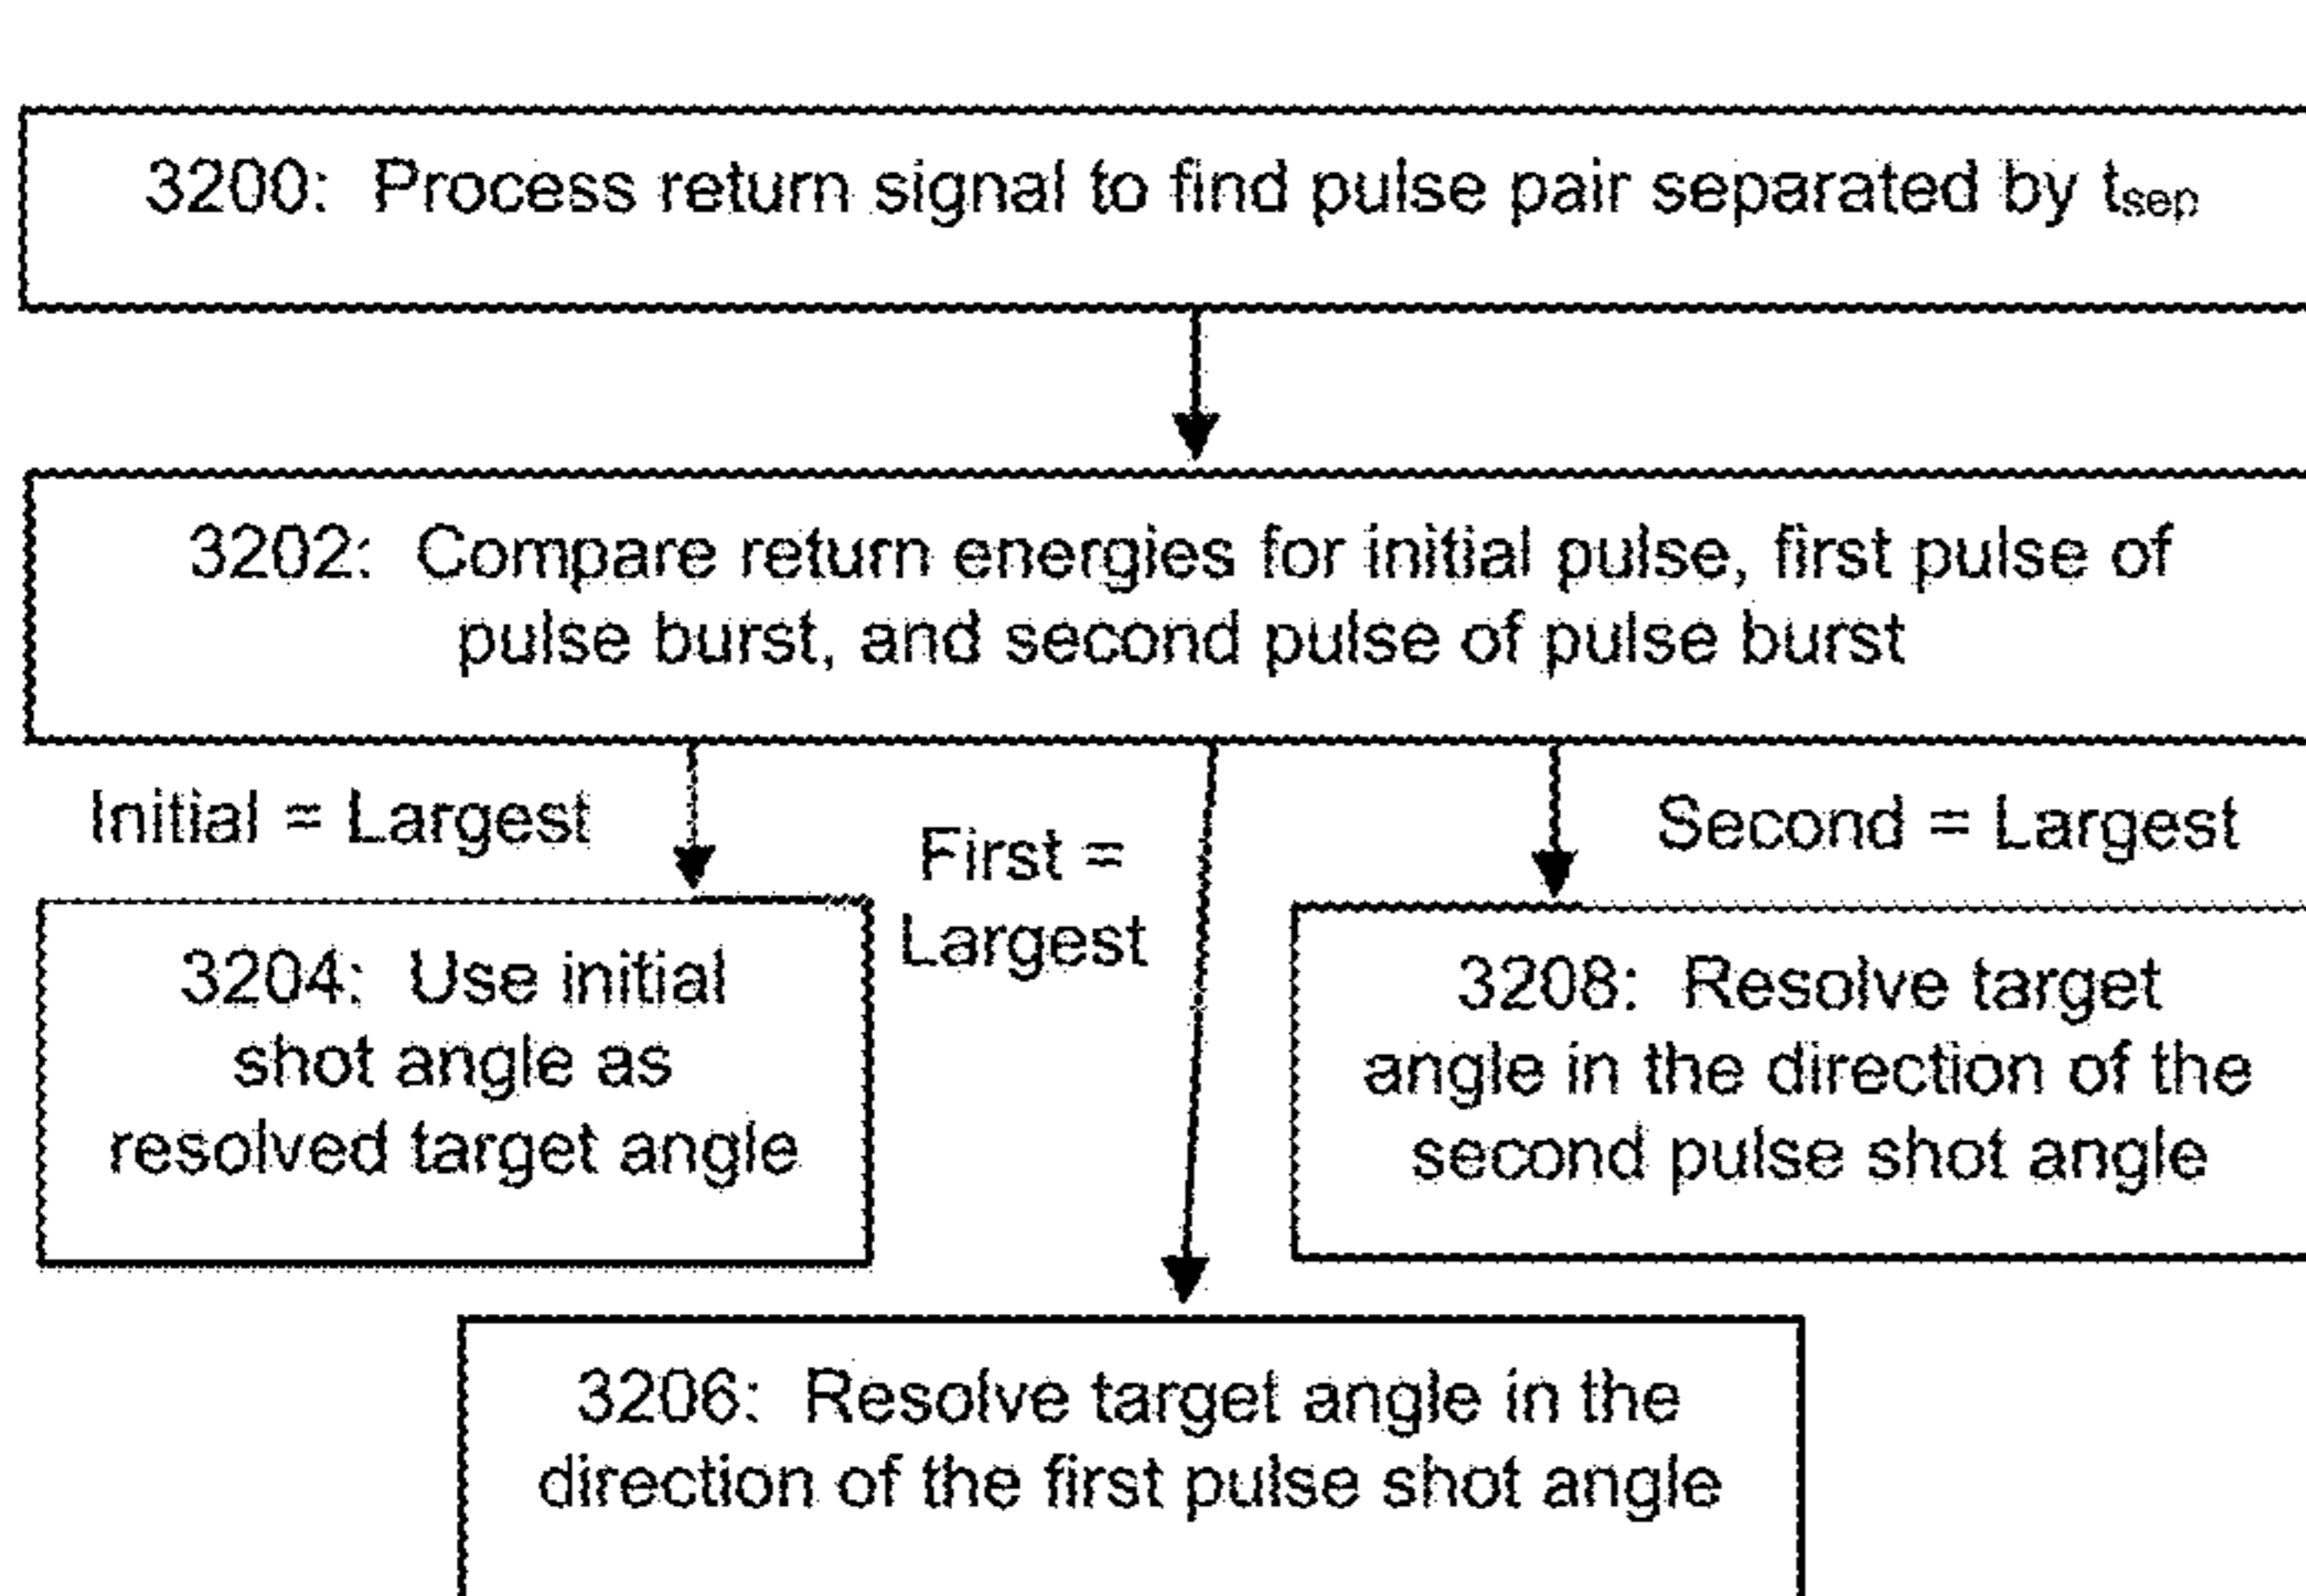 3200: Process return signal to find pulse pair separated by tsep
3202: Compare return energies for initial pulse, first pulse of
pulse burst, and second pulse of pulse burst
Initial = Largest
First =
Largest
Second = Largest
3204: Use initial
shot angle as
resolved target angle
3208: Resolve target
angle in the direction of the
second pulse shot angle
3206: Resolve target angle in the
direction of the first pulse shot angle